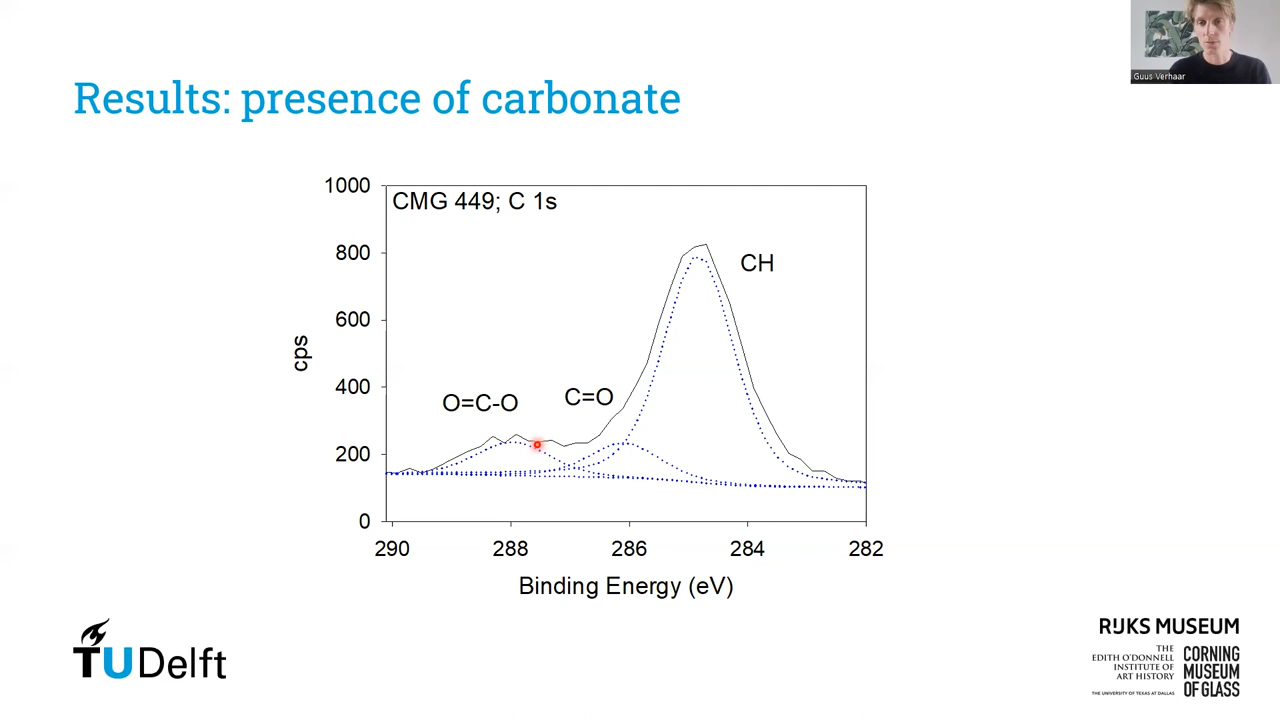 Guus Verhaar
Results: presence of carbonate
CMG 449; C 1s
1000
800
600
400
200
0
cps
CH
C=O
O=C-O
290
288
286
284
282
Binding Energy (eV)
TUDelft
RIJKS MUSEUM
THE
EDITH O'DONNELL
INSTITUTE OF
ART HISTORY
THE UNIVERSITY OF TEXAS AT DALLAS
CORNING
MUSEUM
OF GLASS